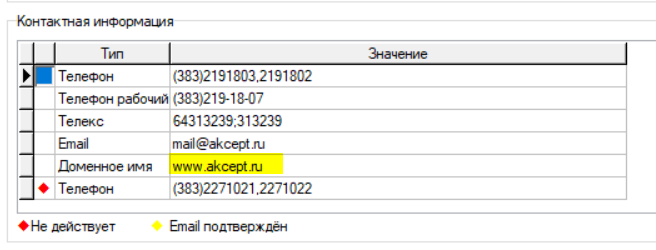 Контактная информация
Тип Значение
Телефон (383)2191803,2191802
Телефон рабочий (383)219-18-07
Телекс 64313239;313239
Email mail@akcept.ru
Доменное имя www.akcept.ru
Телефон (383)2271021,2271022
Не действует Email подтверждён